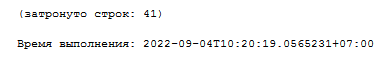 (затронуто строк: 41)
Время выполнения: 2022-09-04T10:20:19.0565231+07:00